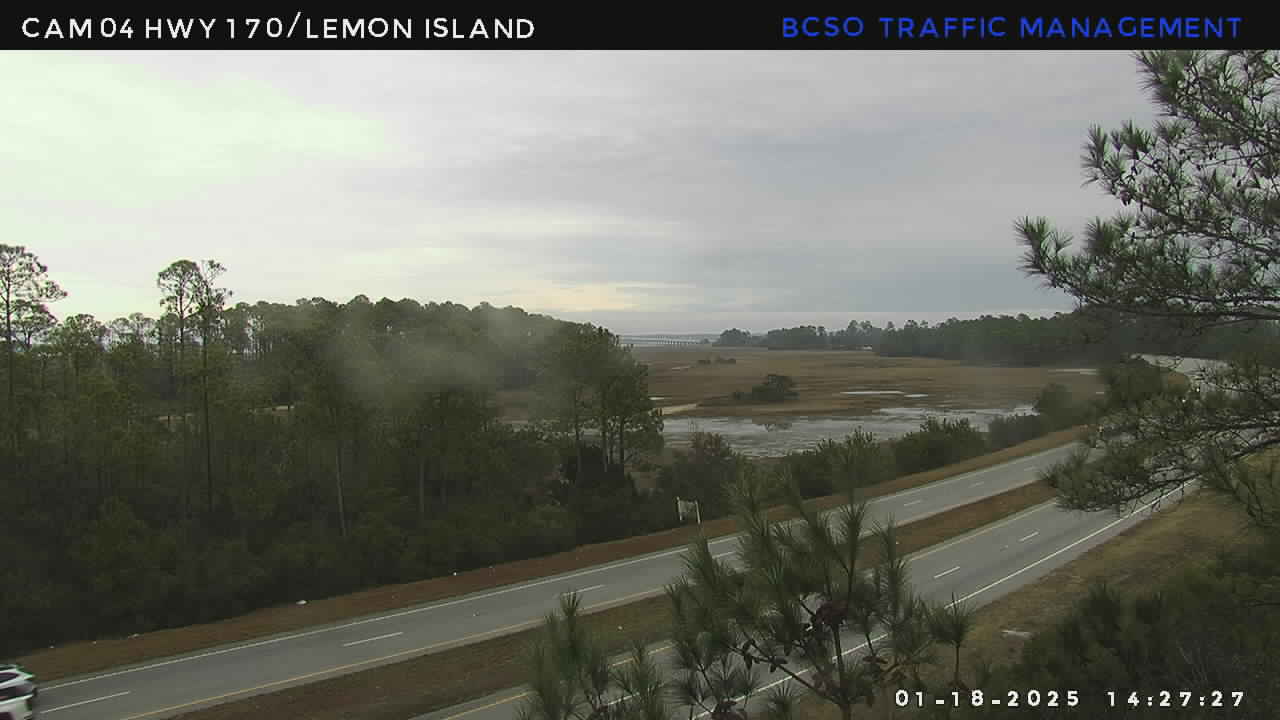 CAM04 HWY 170/LEMON ISLAND
BCSO TRAFFIC MANAGEMENT
01-18-2025 14:27:27